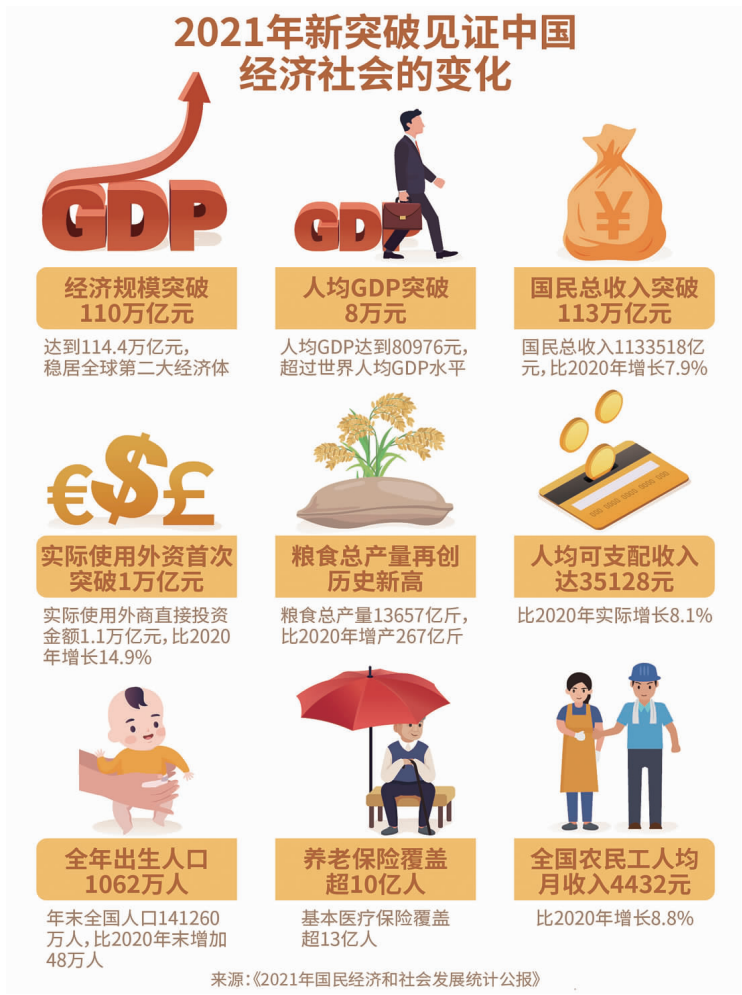 2021年新突破见证中国
经济社会的变化
GDP
GDP
¥
经济规模突破
110万亿元
达到114.4万亿元，
稳居全球第二大经济体
人均GDP突破
8万元
人均GDP达到80976元，
超过世界人均GDP水平
国民总收入突破
113万亿元
国民总收入1133518亿
元，比2020年增长7.9%
€$£
实际使用外资首次
突破1万亿元
实际使用外商直接投资
金额1.1万亿元，比2020
年增长14.9%
粮食总产量再创
历史新高
粮食总产量13657亿斤，
比2020年增产267亿斤
人均可支配收入
达35128元
比2020年实际增长8.1%
全年出生人口
1062万人
年末全国人口141260
万人，比2020年末增加
48万人
养老保险覆盖
超10亿人
基本医疗保险覆盖
超13亿人
全国农民工人均
月收入4432元
比2020年增长8.8%
来源：《2021年国民经济和社会发展统计公报》